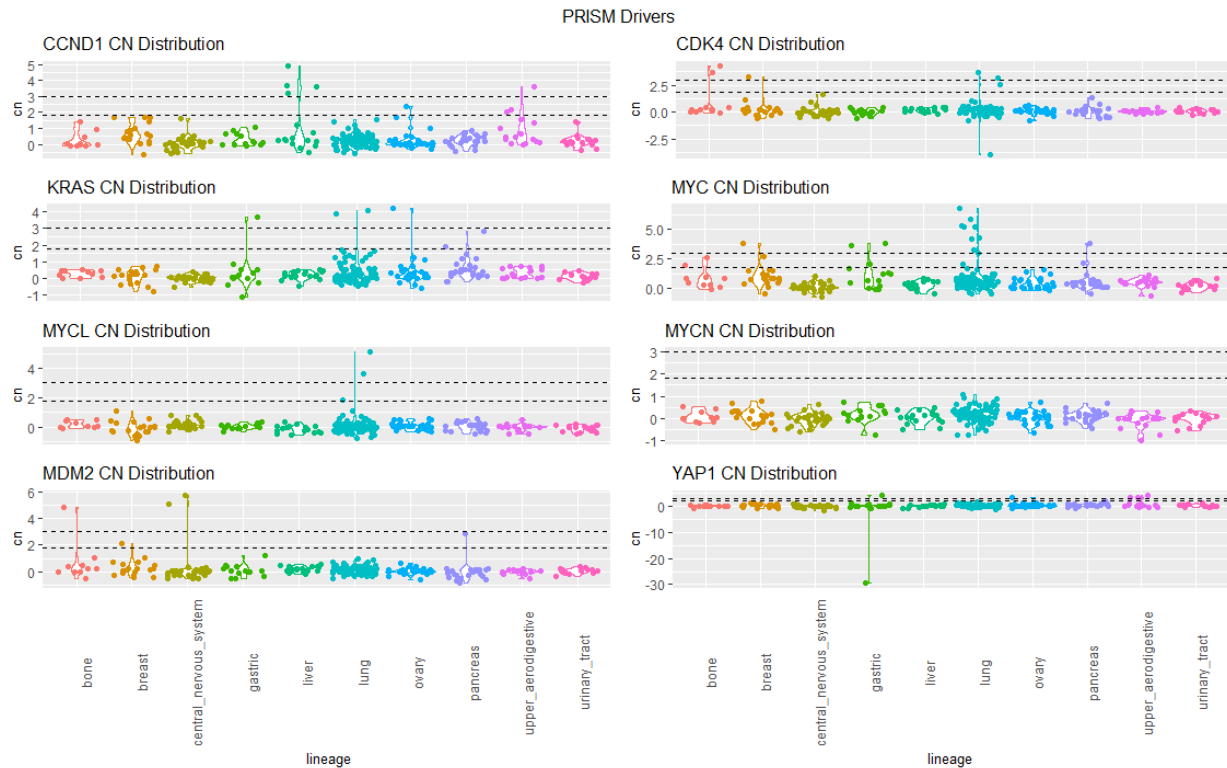 PRISM Drivers
CCND1 CN Distribution
5
4
3
2
1
0
cn
CDK4 CN Distribution
2.5
0.0
-2.5
cn
KRAS CN Distribution
4
3
2
1
0
-1
cn
MYC CN Distribution
5.0
2.5
0.0
cn
MYCL CN Distribution
4
2
0
cn
MYCN CN Distribution
3
2
1
0
-1
cn
MDM2 CN Distribution
6
4
2
0
cn
bone
breast
central_nervous_system
gastric
liver
lung
ovary
pancreas
upper_aerodigestive
urinary_tract
lineage
YAP1 CN Distribution
0
-10
-20
-30
cn
bone
breast
central_nervous_system
gastric
liver
lung
ovary
pancreas
upper_aerodigestive
urinary_tract
lineage